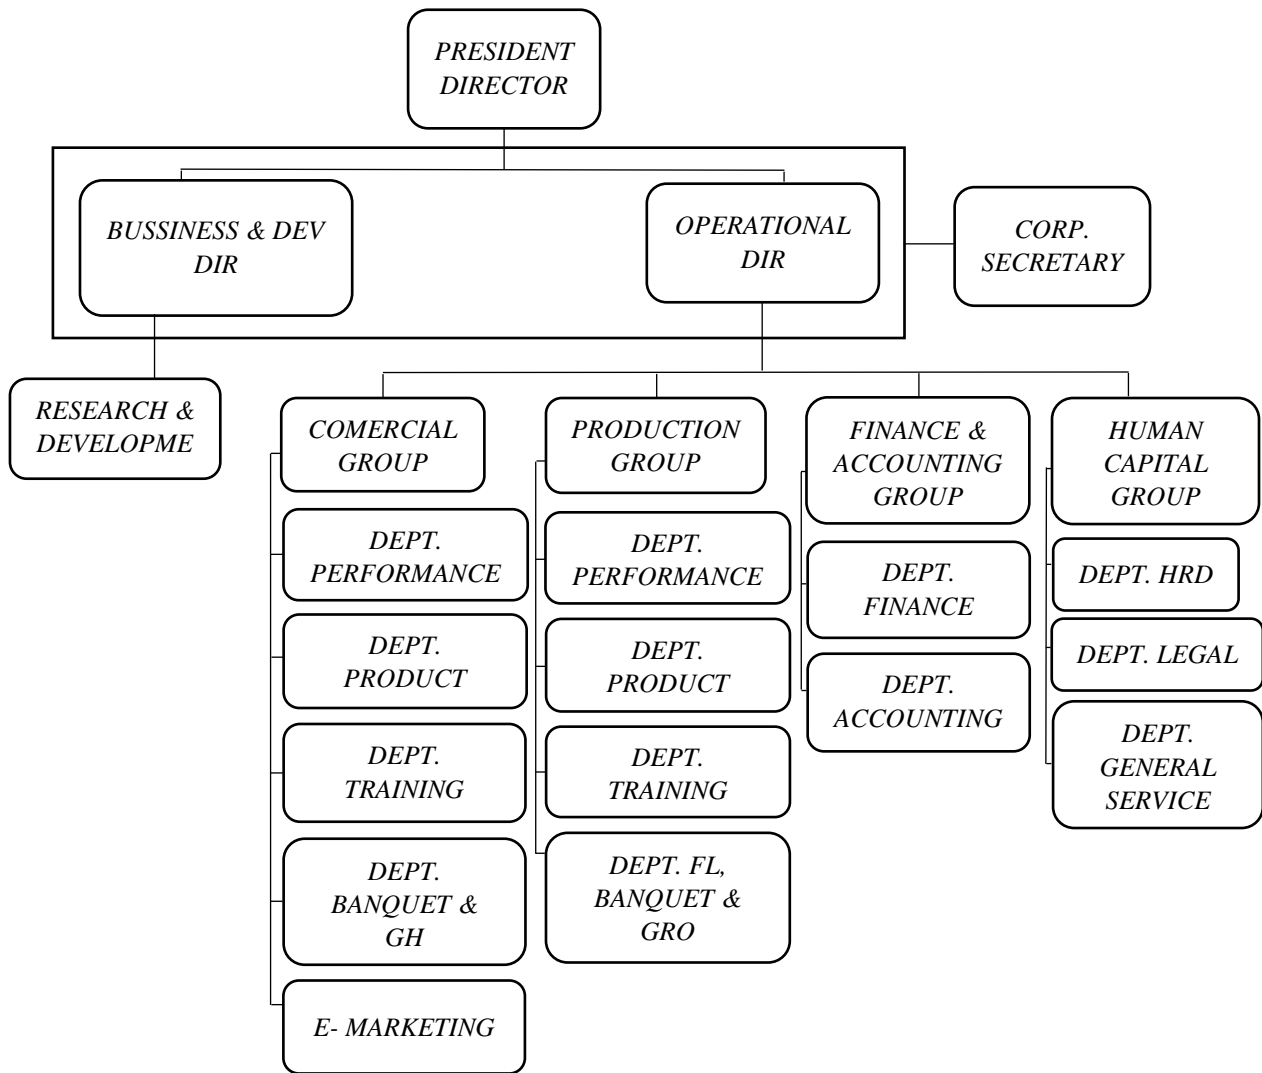 PRESIDENT
DIRECTOR
BUSSINESS & DEV
DIR
OPERATIONAL
DIR
CORP.
SECRETARY
RESEARCH &
DEVELOPME
COMERCIAL
GROUP
DEPT.
PERFORMANCE
DEPT.
PRODUCT
DEPT.
TRAINING
DEPT.
BANQUET &
GH
E- MARKETING
PRODUCTION
GROUP
DEPT.
PERFORMANCE
DEPT.
PRODUCT
DEPT.
TRAINING
DEPT. FL,
BANQUET &
GRO
FINANCE &
ACCOUNTING
GROUP
DEPT.
FINANCE
DEPT.
ACCOUNTING
HUMAN
CAPITAL
GROUP
DEPT. HRD
DEPT. LEGAL
DEPT.
GENERAL
SERVICE